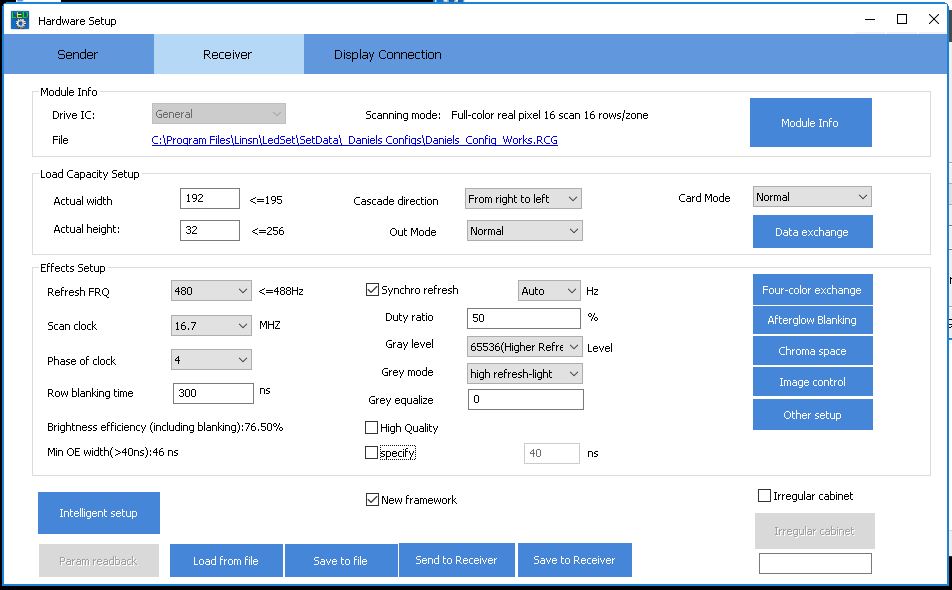 LED
Hardware Setup
Sender Receiver Display Connection
Module Info
Drive IC: General Scanning mode: Full-color real pixel 16 scan 16 rows/zone Module Info
File C:\Program Files\Linsn\LedSet\SetData\_Daniels Configs\Daniels_Config_Works.RCG
Load Capacity Setup
Actual width 192 <=195 Cascade direction From right to left Card Mode Normal
Actual height: 32 <=256 Out Mode Normal Data exchange
Effects Setup
Refresh FRQ 480 <=488Hz Synchro refresh Auto Hz Four-color exchange
Scan clock 16.7 MHZ Duty ratio 50 % Afterglow Blanking
Phase of clock 4 Gray level 65536(Higher Refre Level Chroma space
Grey mode high refresh-light Image control
Row blanking time 300 ns Grey equalize 0 Other setup
Brightness efficiency (including blanking):76.50% High Quality
Min OE width(>40ns):46 ns specify 40 ns
Intelligent setup New framework Irregular cabinet
Irregular cabinet
Param readback Load from file Save to file Send to Receiver Save to Receiver